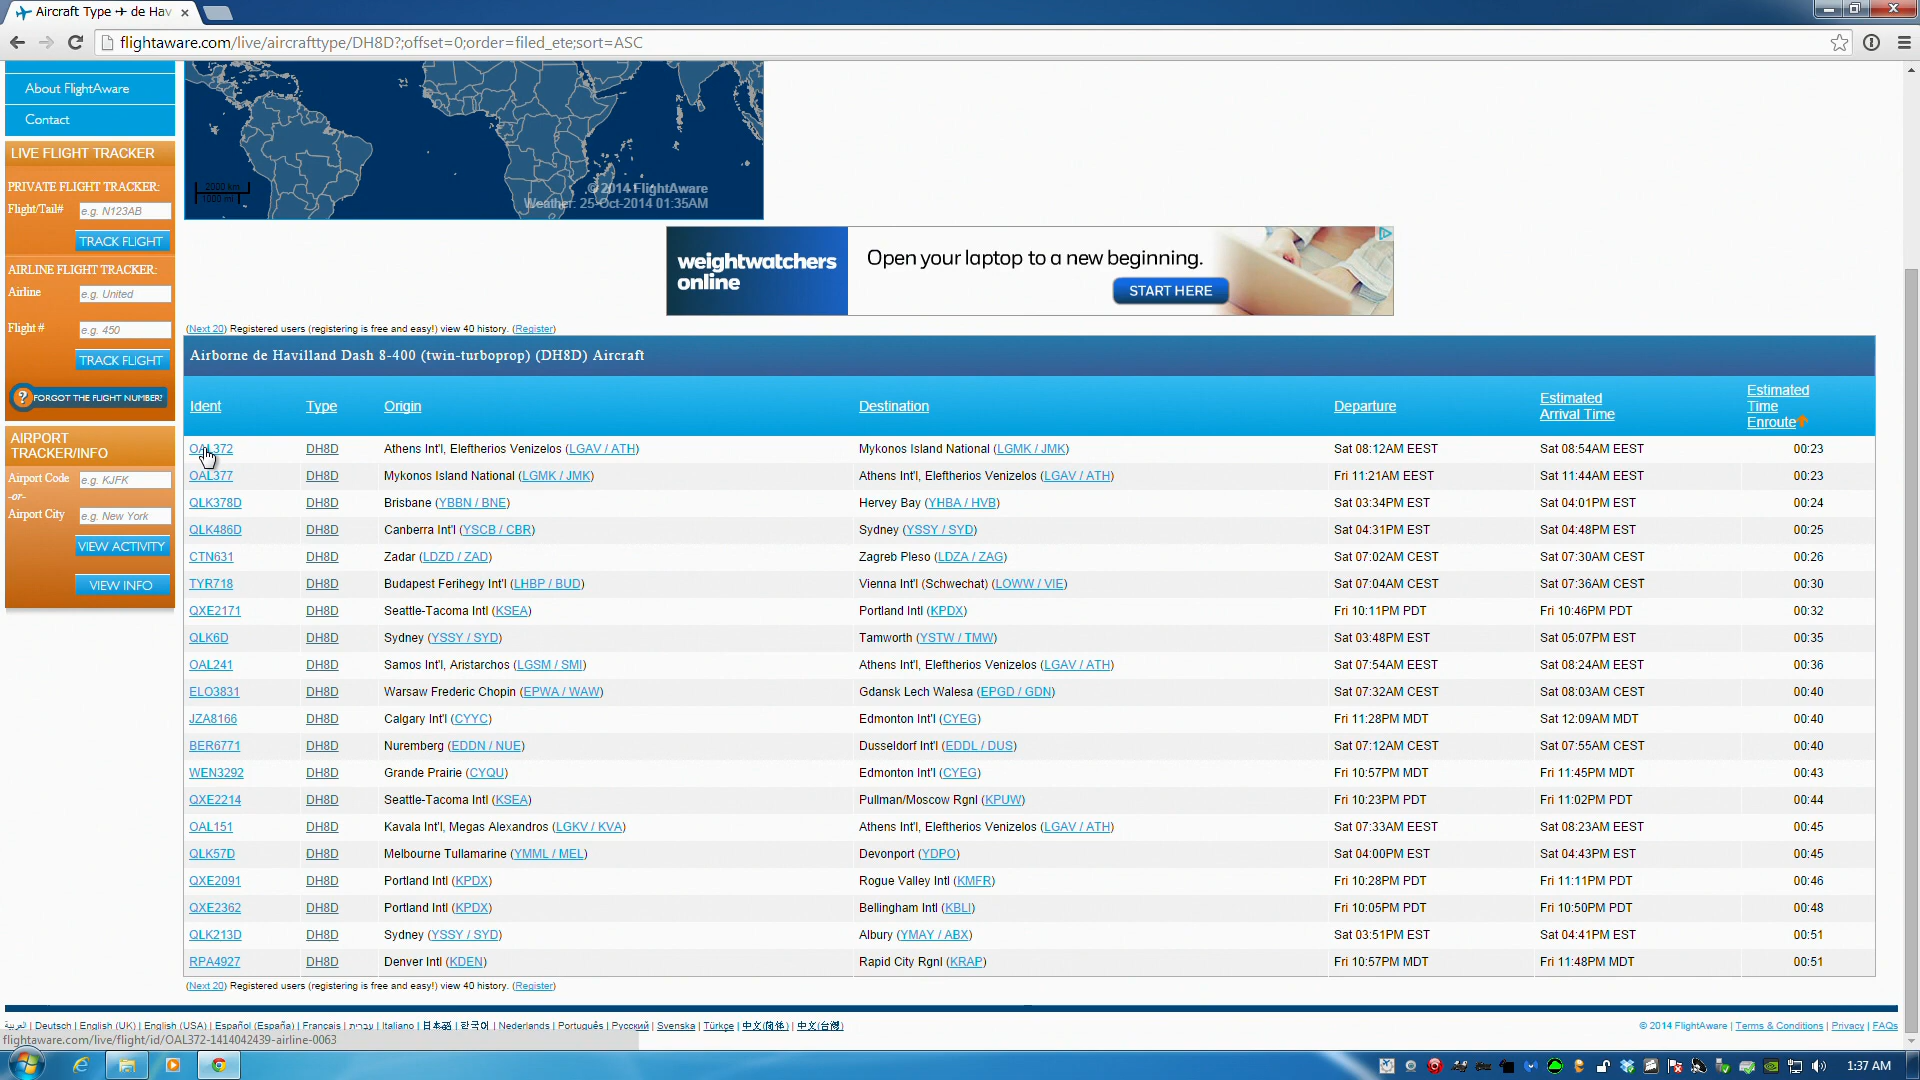 Aircraft Type ✈ de Hav
flightaware.com/live/aircrafttype/DH8D?;offset=0;order=filed_ete;sort=ASC
About FlightAware
Contact
LIVE FLIGHT TRACKER
PRIVATE FLIGHT TRACKER:
Flight/Tail# e.g. N123AB
TRACK FLIGHT
AIRLINE FLIGHT TRACKER:
Airline e.g. United
Flight # e.g. 450
TRACK FLIGHT
? FORGOT THE FLIGHT NUMBER?
AIRPORT
TRACKER/INFO
Airport Code e.g. KJFK
-or-
Airport City e.g. New York
VIEW ACTIVITY
VIEW INFO
2000 km
1000 mi
© 2014 FlightAware
Weather: 25-Oct-2014 01:35AM
weightwatchers
online
Open your laptop to a new beginning.
START HERE
(Next 20) Registered users (registering is free and easy!) view 40 history. (Register)
Airborne de Havilland Dash 8-400 (twin-turboprop) (DH8D) Aircraft
Ident Type Origin Destination Departure Estimated Arrival Time Estimated Time Enroute
OAL372 DH8D Athens Int'l, Eleftherios Venizelos (LGAV / ATH) Mykonos Island National (LGMK / JMK) Sat 08:12AM EEST Sat 08:54AM EEST 00:23
OAL377 DH8D Mykonos Island National (LGMK / JMK) Athens Int'l, Eleftherios Venizelos (LGAV / ATH) Fri 11:21AM EEST Sat 11:44AM EEST 00:23
QLK378D DH8D Brisbane (YBBN / BNE) Hervey Bay (YHBA / HVB) Sat 03:34PM EST Sat 04:01PM EST 00:24
QLK486D DH8D Canberra Int'l (YSCB / CBR) Sydney (YSSY / SYD) Sat 04:31PM EST Sat 04:48PM EST 00:25
CTN631 DH8D Zadar (LDZD / ZAD) Zagreb Pleso (LDZA / ZAG) Sat 07:02AM CEST Sat 07:30AM CEST 00:26
TYR718 DH8D Budapest Ferihegy Int'l (LHBP / BUD) Vienna Int'l (Schwechat) (LOWW / VIE) Sat 07:04AM CEST Sat 07:36AM CEST 00:30
QXE2171 DH8D Seattle-Tacoma Intl (KSEA) Portland Intl (KPDX) Fri 10:11PM PDT Fri 10:46PM PDT 00:32
QLK6D DH8D Sydney (YSSY / SYD) Tamworth (YSTW / TMW) Sat 03:48PM EST Sat 05:07PM EST 00:35
OAL241 DH8D Samos Int'l, Aristarchos (LGSM / SMI) Athens Int'l, Eleftherios Venizelos (LGAV / ATH) Sat 07:54AM EEST Sat 08:24AM EEST 00:36
ELO3831 DH8D Warsaw Frederic Chopin (EPWA / WAW) Gdansk Lech Walesa (EPGD / GDN) Sat 07:32AM CEST Sat 08:03AM CEST 00:40
JZA8166 DH8D Calgary Int'l (CYYC) Edmonton Int'l (CYEG) Fri 11:28PM MDT Sat 12:09AM MDT 00:40
BER6771 DH8D Nuremberg (EDDN / NUE) Dusseldorf Int'l (EDDL / DUS) Sat 07:12AM CEST Sat 07:55AM CEST 00:40
WEN3292 DH8D Grande Prairie (CYQU) Edmonton Int'l (CYEG) Fri 10:57PM MDT Fri 11:45PM MDT 00:43
QXE2214 DH8D Seattle-Tacoma Intl (KSEA) Pullman/Moscow Rgnl (KPUW) Fri 10:23PM PDT Fri 11:02PM PDT 00:44
OAL151 DH8D Kavala Int'l, Megas Alexandros (LGKV / KVA) Athens Int'l, Eleftherios Venizelos (LGAV / ATH) Sat 07:33AM EEST Sat 08:23AM EEST 00:45
QLK57D DH8D Melbourne Tullamarine (YMML / MEL) Devonport (YDPO) Sat 04:00PM EST Sat 04:43PM EST 00:45
QXE2091 DH8D Portland Intl (KPDX) Rogue Valley Intl (KMFR) Fri 10:28PM PDT Fri 11:11PM PDT 00:46
QXE2362 DH8D Portland Intl (KPDX) Bellingham Intl (KBLI) Fri 10:05PM PDT Fri 10:50PM PDT 00:48
QLK213D DH8D Sydney (YSSY / SYD) Albury (YMAY / ABX) Sat 03:51PM EST Sat 04:41PM EST 00:51
RPA4927 DH8D Denver Intl (KDEN) Rapid City Rgnl (KRAP) Fri 10:57PM MDT Fri 11:48PM MDT 00:51
(Next 20) Registered users (registering is free and easy!) view 40 history. (Register)
العربية | Deutsch | English (UK) | English (USA) | Español (España) | Français | עברית | Italiano | 日本語 | 한국어 | Nederlands | Português | Русский | Svenska | Türkçe | 中文(简体) | 中文(台灣)
© 2014 FlightAware | Terms & Conditions | Privacy | FAQs
flightaware.com/live/flight/id/OAL372-1414042439-airline-0063
1:37 AM